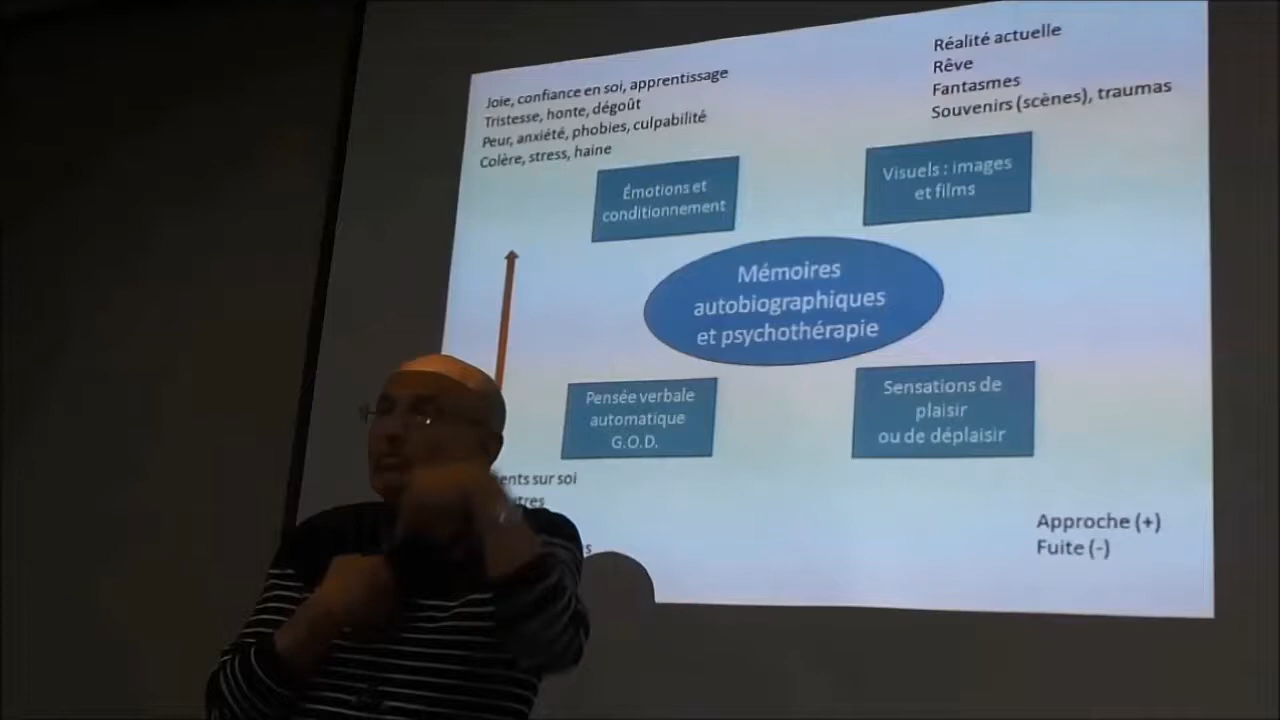 Joie, confiance en soi, apprentissage
Tristesse, honte, dégoût
Peur, anxiété, phobies, culpabilité
Colère, stress, haine
Réalité actuelle
Rêve
Fantasmes
Souvenirs (scènes), traumas
Émotions et
conditionnement
Visuels : images
et films
Mémoires
autobiographiques
et psychothérapie
Pensée verbale
automatique
G.O.D.
Sensations de
plaisir
ou de déplaisir
sur soi
Approche (+)
Fuite (-)